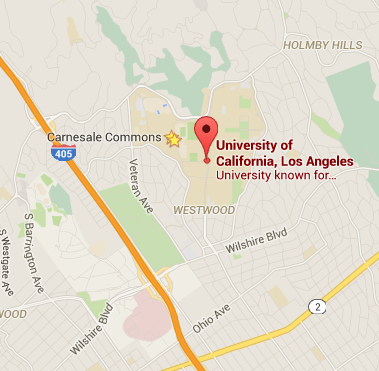 HOLMBY HILLS
Carnesale Commons
University of
California, Los Angeles
University known for...
405
Veteran Ave
WESTWOOD
S Barrington Ave
S Westgate Ave
Wilshire Blvd
2
Ohio Ave
WOOD
Wilshire Blvd